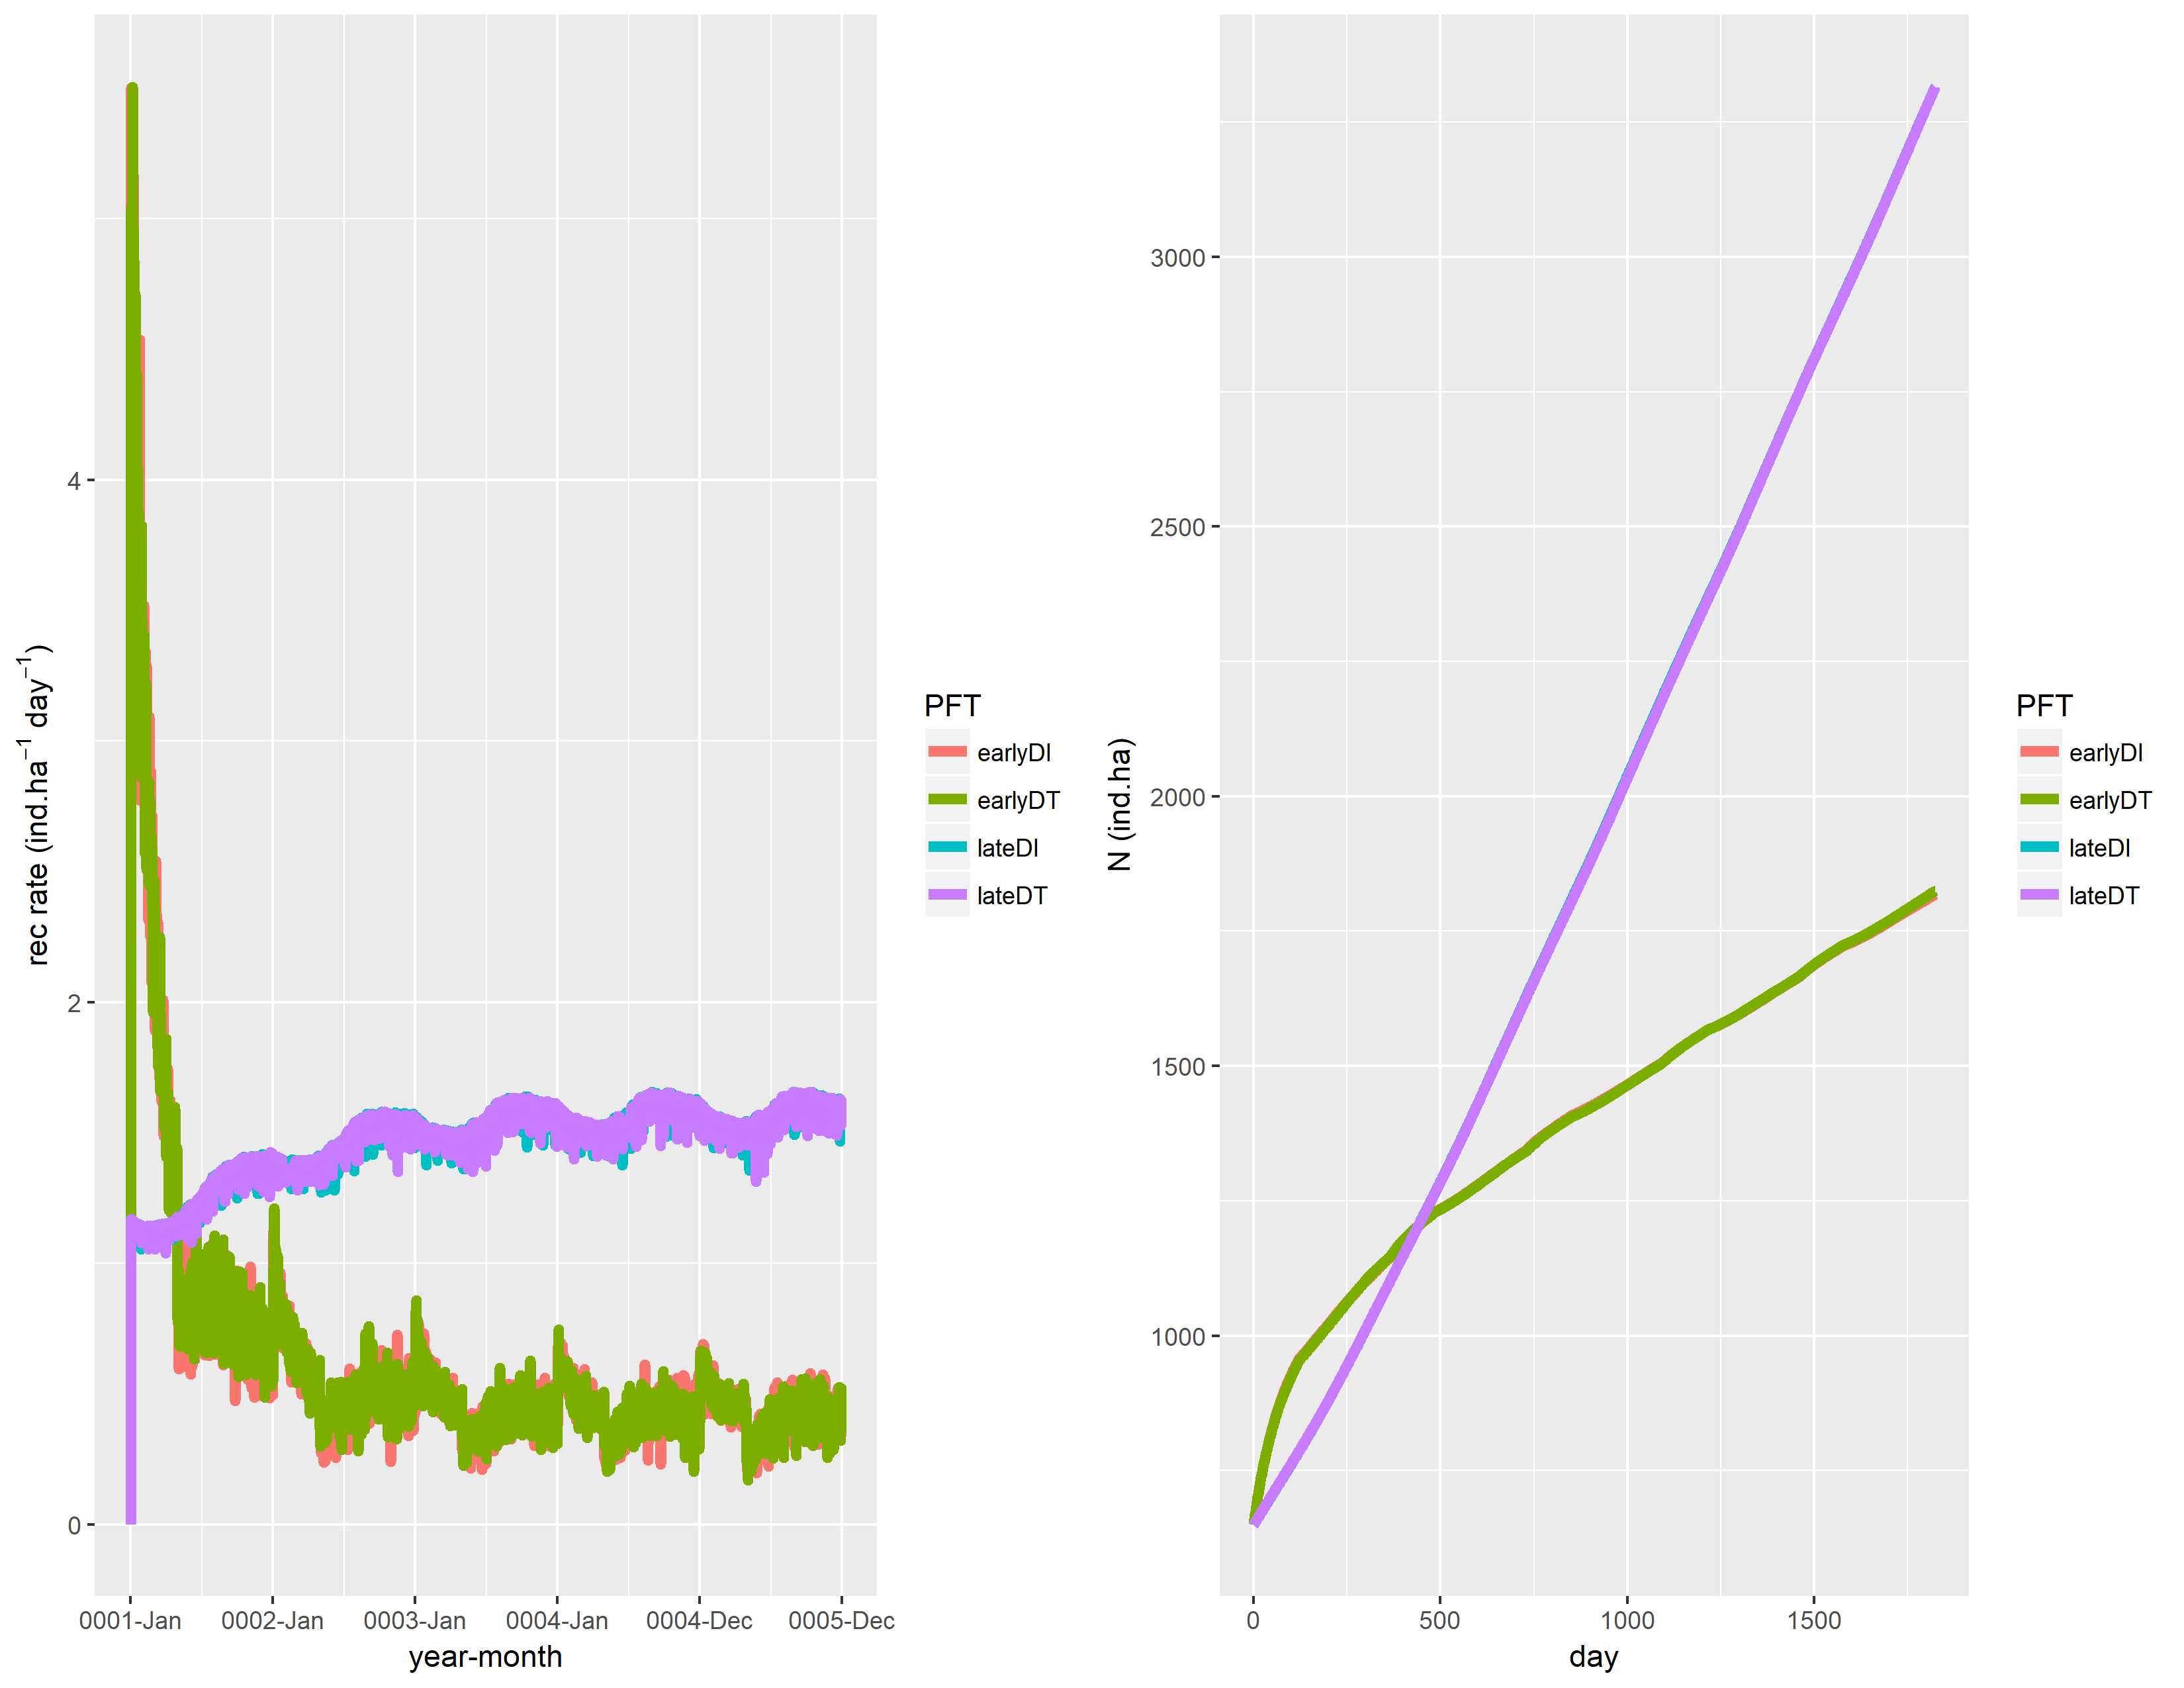 rec rate (ind.ha⁻¹ day⁻¹)
4
2
0
0001-Jan 0002-Jan 0003-Jan 0004-Jan 0004-Dec 0005-Dec
year-month
PFT
earlyDI
earlyDT
lateDI
lateDT
N (ind.ha)
3000
2500
2000
1500
1000
0 500 1000 1500
day
PFT
earlyDI
earlyDT
lateDI
lateDT